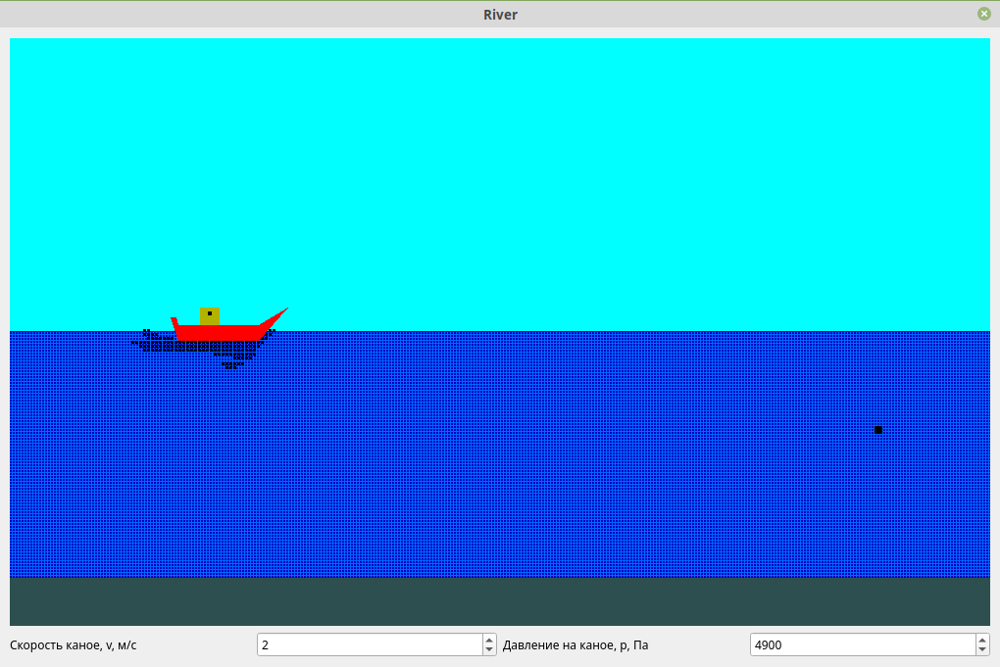 River
Скорость каное, v, м/с
2
Давление на каное, p, Па
4900